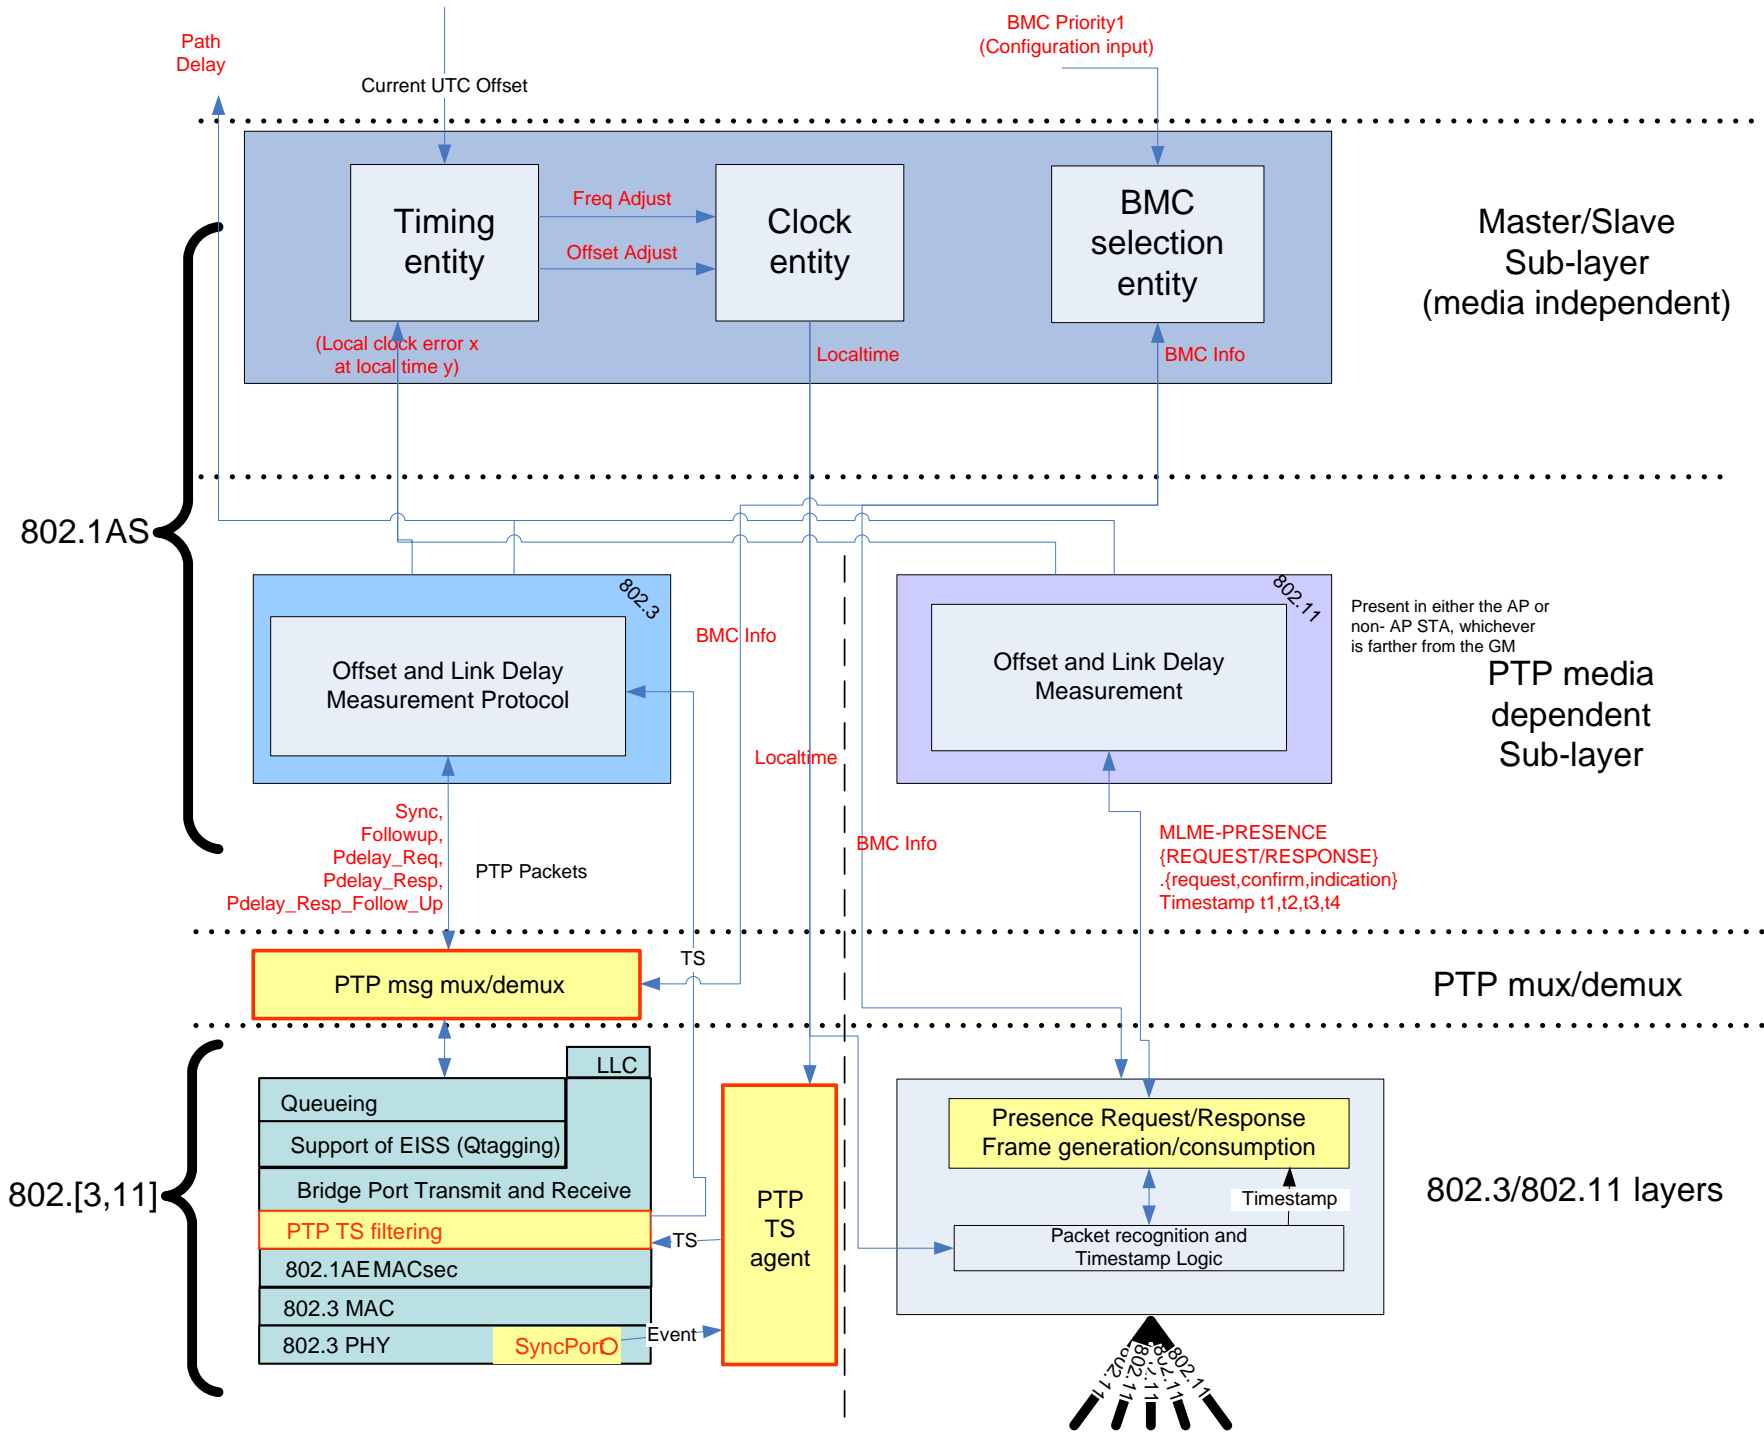 Path
Delay
Current UTC Offset
BMC Priority1
(Configuration input)
Timing
entity
Freq Adjust
Offset Adjust
Clock
entity
BMC
selection
entity
Master/Slave
Sub-layer
(media independent)
(Local clock error x
at local time y)
Localtime
BMC Info
802.1AS
802.3
Offset and Link Delay
Measurement Protocol
BMC Info
802.11
Offset and Link Delay
Measurement
Present in either the AP or
non- AP STA, whichever
is farther from the GM
PTP media
dependent
Sub-layer
Localtime
Sync,
Followup,
Pdelay_Req,
Pdelay_Resp,
Pdelay_Resp_Follow_Up
PTP Packets
BMC Info
MLME-PRESENCE
{REQUEST/RESPONSE}
.{request,confirm,indication}
Timestamp t1,t2,t3,t4
TS
PTP msg mux/demux
PTP mux/demux
802.[3,11]
LLC
Queueing
Support of EISS (Qtagging)
Bridge Port Transmit and Receive
PTP TS filtering
802.1AE MACsec
802.3 MAC
802.3 PHY
SyncPort
TS
Event
PTP
TS
agent
Presence Request/Response
Frame generation/consumption
Timestamp
Packet recognition and
Timestamp Logic
802.3/802.11 layers
802.11
802.11
802.11
802.11